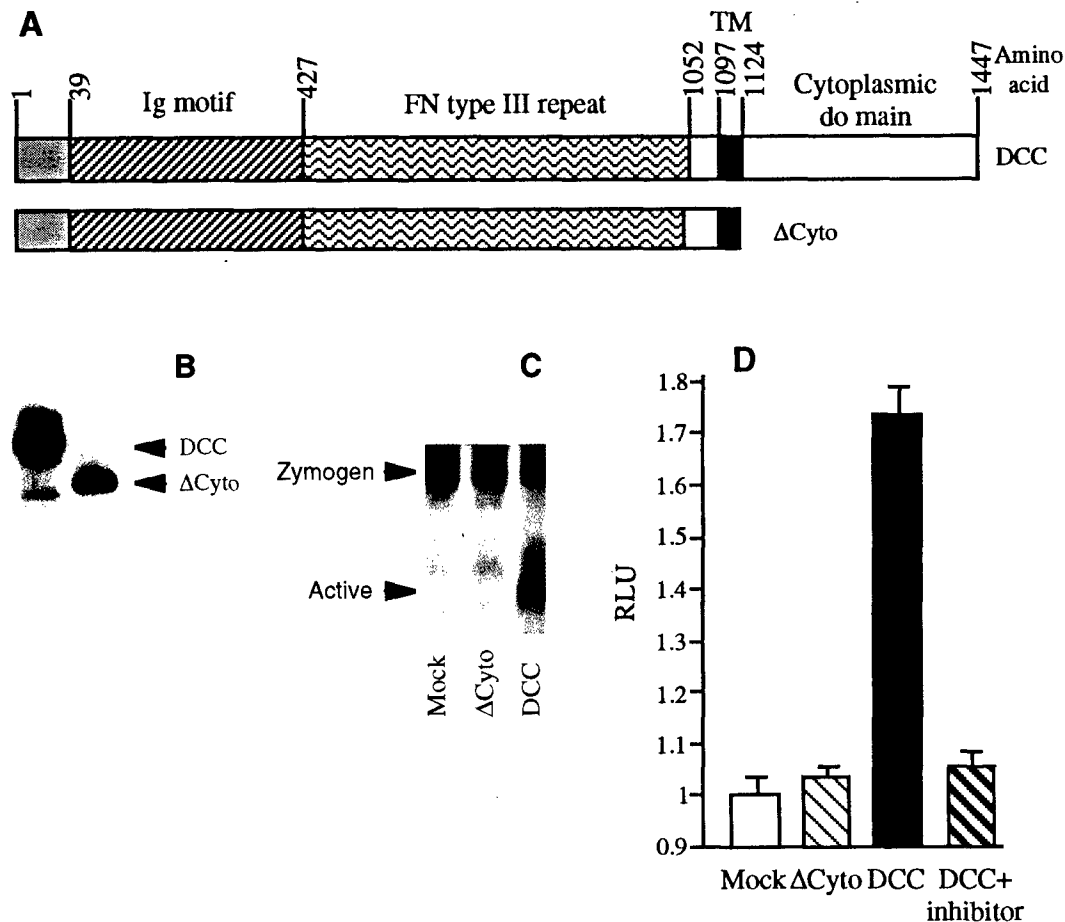 A
TM
1
39
427
1052
1097
1124
1447
Amino
acid
Ig motif
FN type III repeat
Cytoplasmic
do main
DCC
ΔCyto
B
DCC
ΔCyto
C
Zymogen
Active
Mock
ΔCyto
DCC
D
1.8
1.7
1.6
1.5
1.4
1.3
1.2
1.1
1
0.9
RLU
Mock ΔCyto DCC DCC+
inhibitor